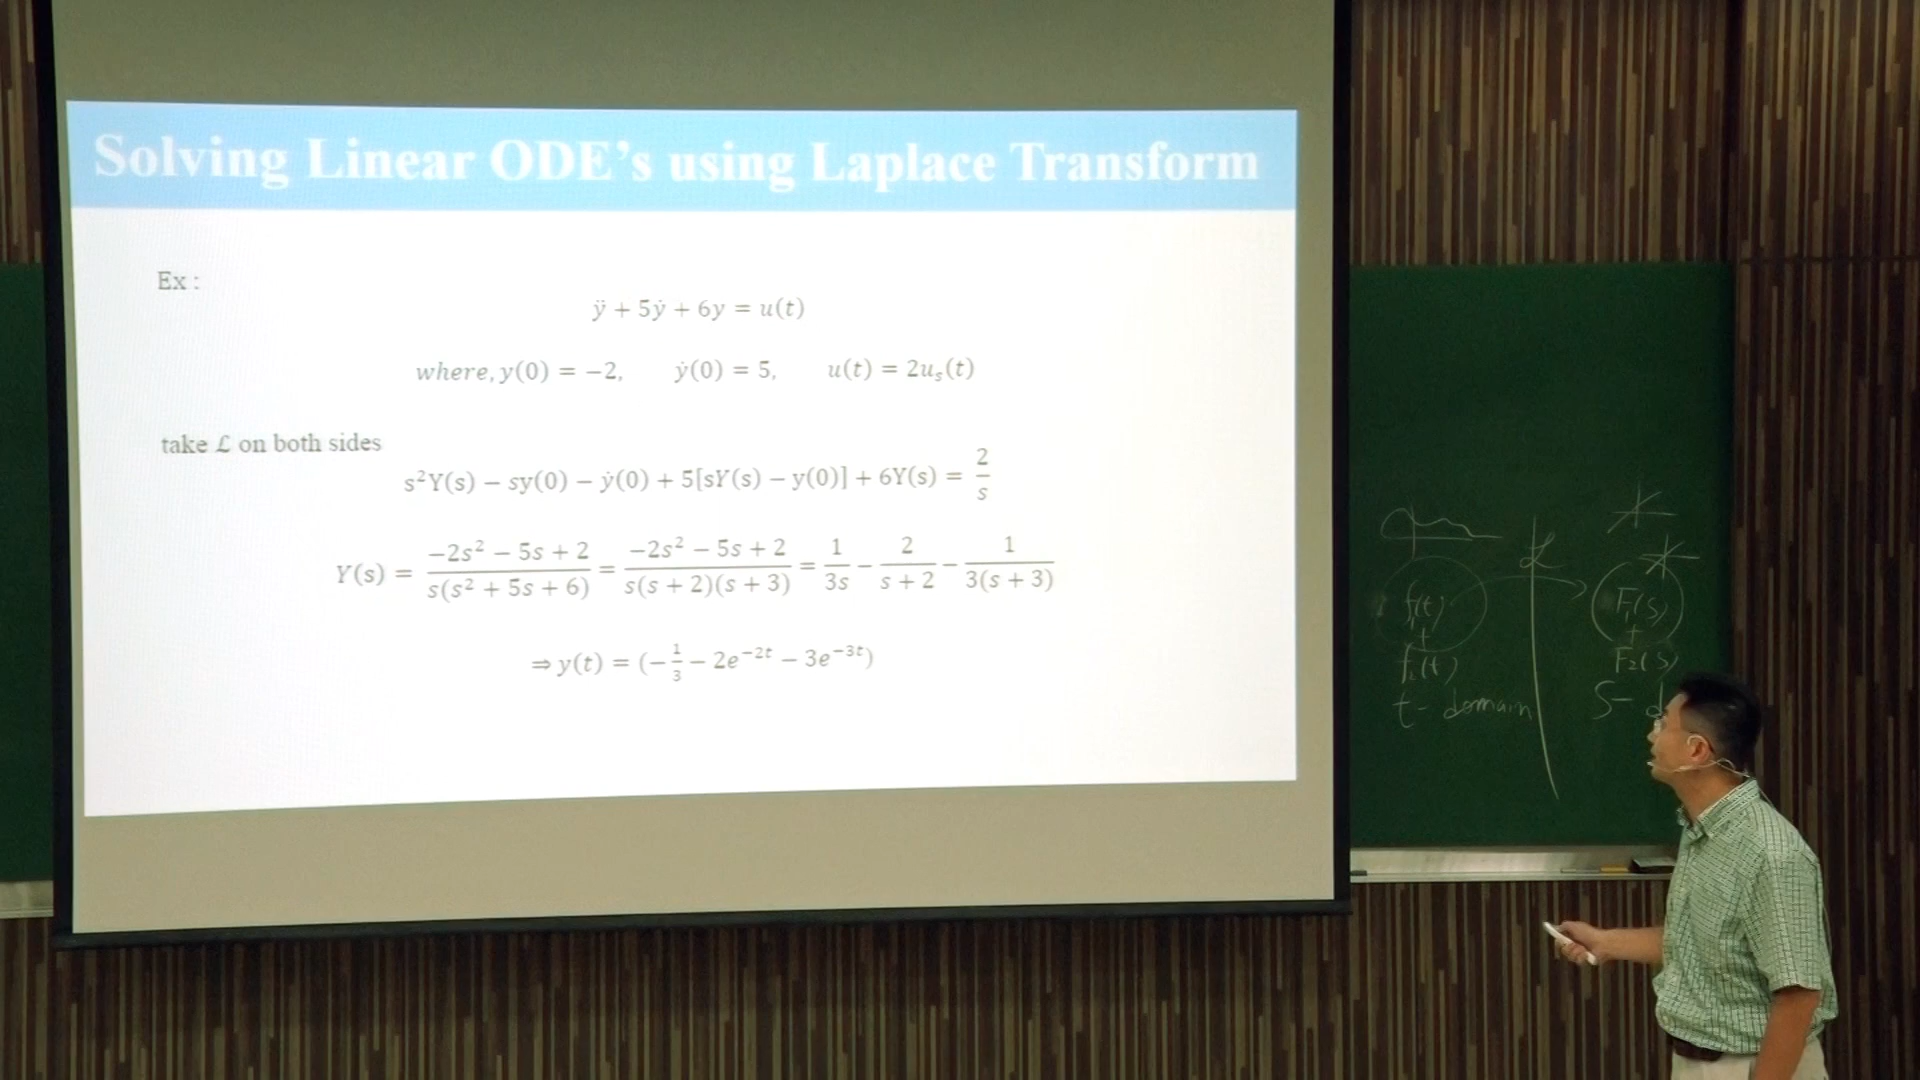 Solving Linear ODE's using Laplace Transform
Ex :
ÿ + 5ẏ + 6y = u(t)
where, y(0) = −2, ẏ(0) = 5, u(t) = 2uₛ(t)
take ℒ on both sides
s²Y(s) − sy(0) − ẏ(0) + 5[sY(s) − y(0)] + 6Y(s) = 2/s
Y(s) = (−2s² − 5s + 2)/(s(s² + 5s + 6)) = (−2s² − 5s + 2)/(s(s + 2)(s + 3)) = 1/(3s) − 2/(s + 2) − 1/(3(s + 3))
⇒ y(t) = (−1/3 − 2e⁻²ᵗ − 3e⁻³ᵗ)
ℒ
f₁(t)
+
f₂(t)
t - domain
F₁(s)
+
F₂(s)
S- d